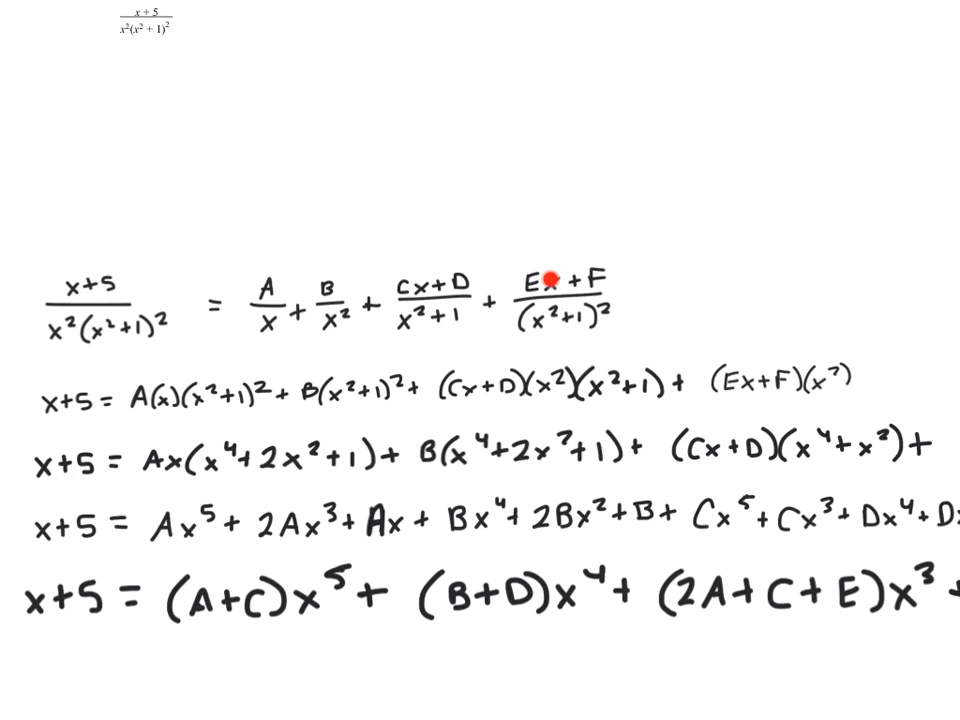 x + 5
x²(x² + 1)²
x+5 / x²(x²+1)² = A/x + B/x² + Cx+D/x²+1 + Ex+F/(x²+1)²
x+5 = A(x)(x²+1)² + B(x²+1)² + (Cx+D)(x²)(x²+1) + (Ex+F)(x²)
x+5 = Ax(x⁴+2x²+1) + B(x⁴+2x²+1) + (Cx+D)(x⁴+x²) +
x+5 = Ax⁵ + 2Ax³ + Ax + Bx⁴ + 2Bx² + B + Cx⁵ + Cx³ + Dx⁴ + Dx
x+5 = (A+C)x⁵ + (B+D)x⁴ + (2A+C+E)x³ +